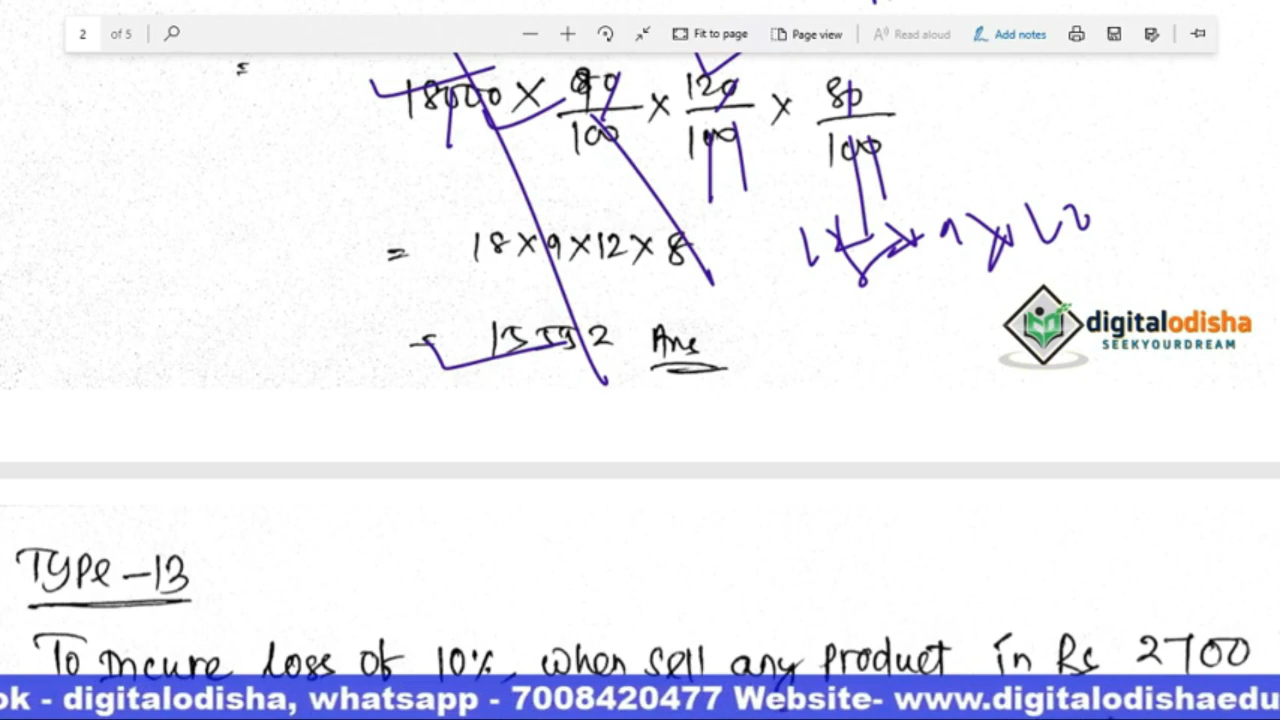 2 of 5 Fit to page Page view Read aloud Add notes
=
18000 × 90/100 × 120/100 × 80/100
= 18×9×12×8
= 15552 Ans
digitalodisha
SEEKYOURDREAM
TYPe-13
To Incure loss of 10%, when sell any product in Rs 2700
ok - digitalodisha, whatsapp - 7008420477 Website- www.digitalodishaedu